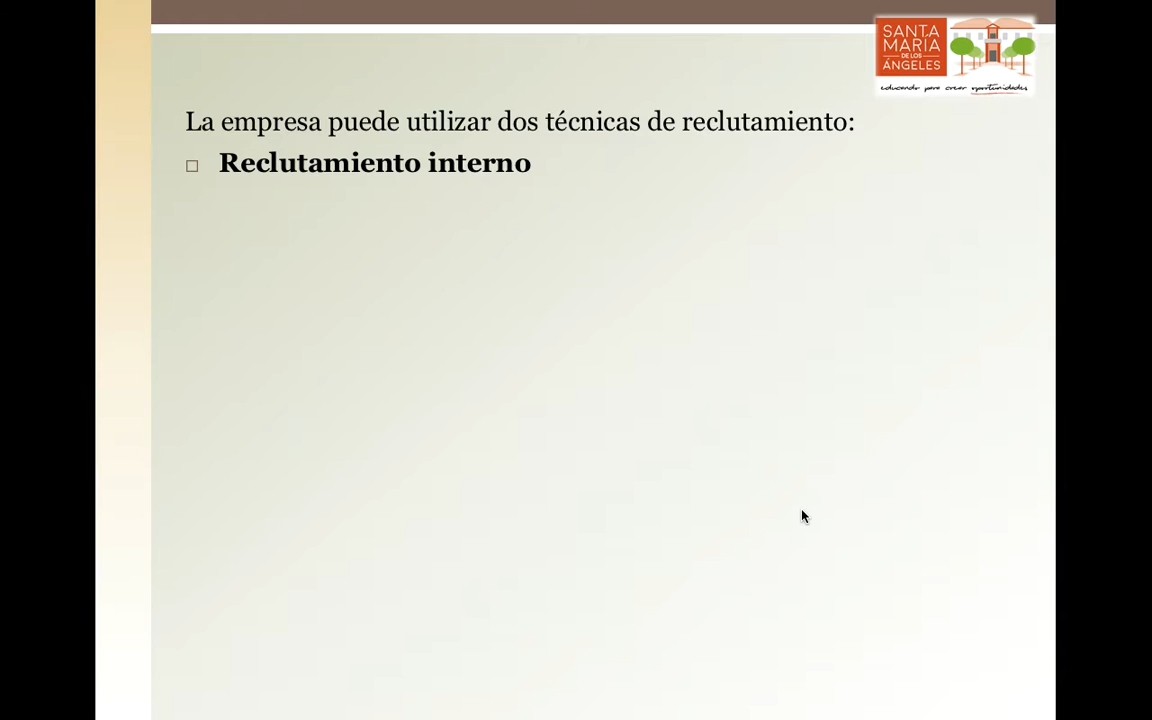 SANTA
MARÍA
DE LOS
ÁNGELES
educando para crear oportunidades
La empresa puede utilizar dos técnicas de reclutamiento:
Reclutamiento interno